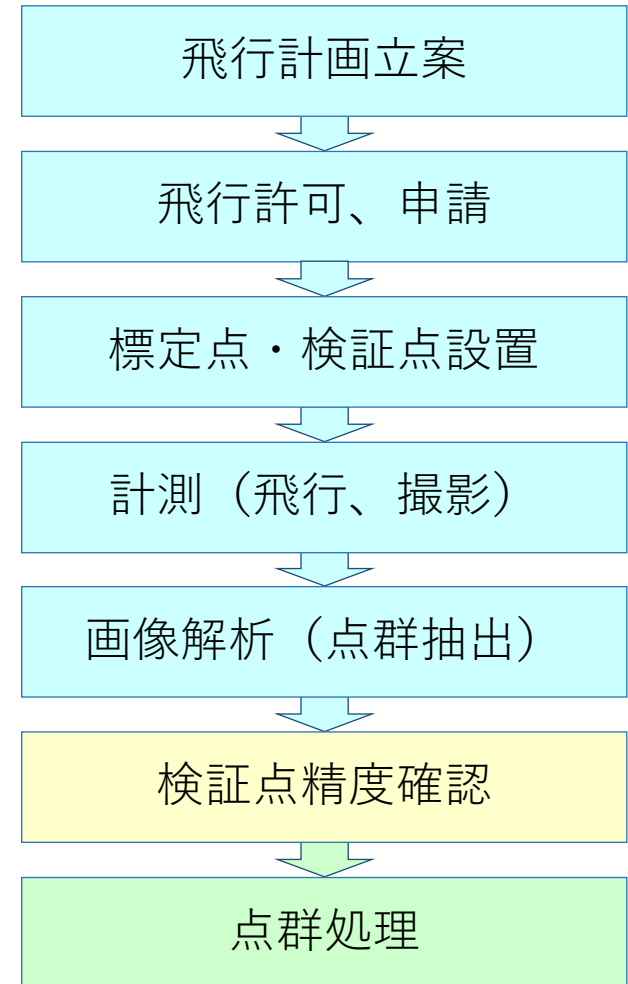 飛行計画立案
飛行許可、申請
標定点・検証点設置
計測（飛行、撮影）
画像解析（点群抽出）
検証点精度確認
点群処理